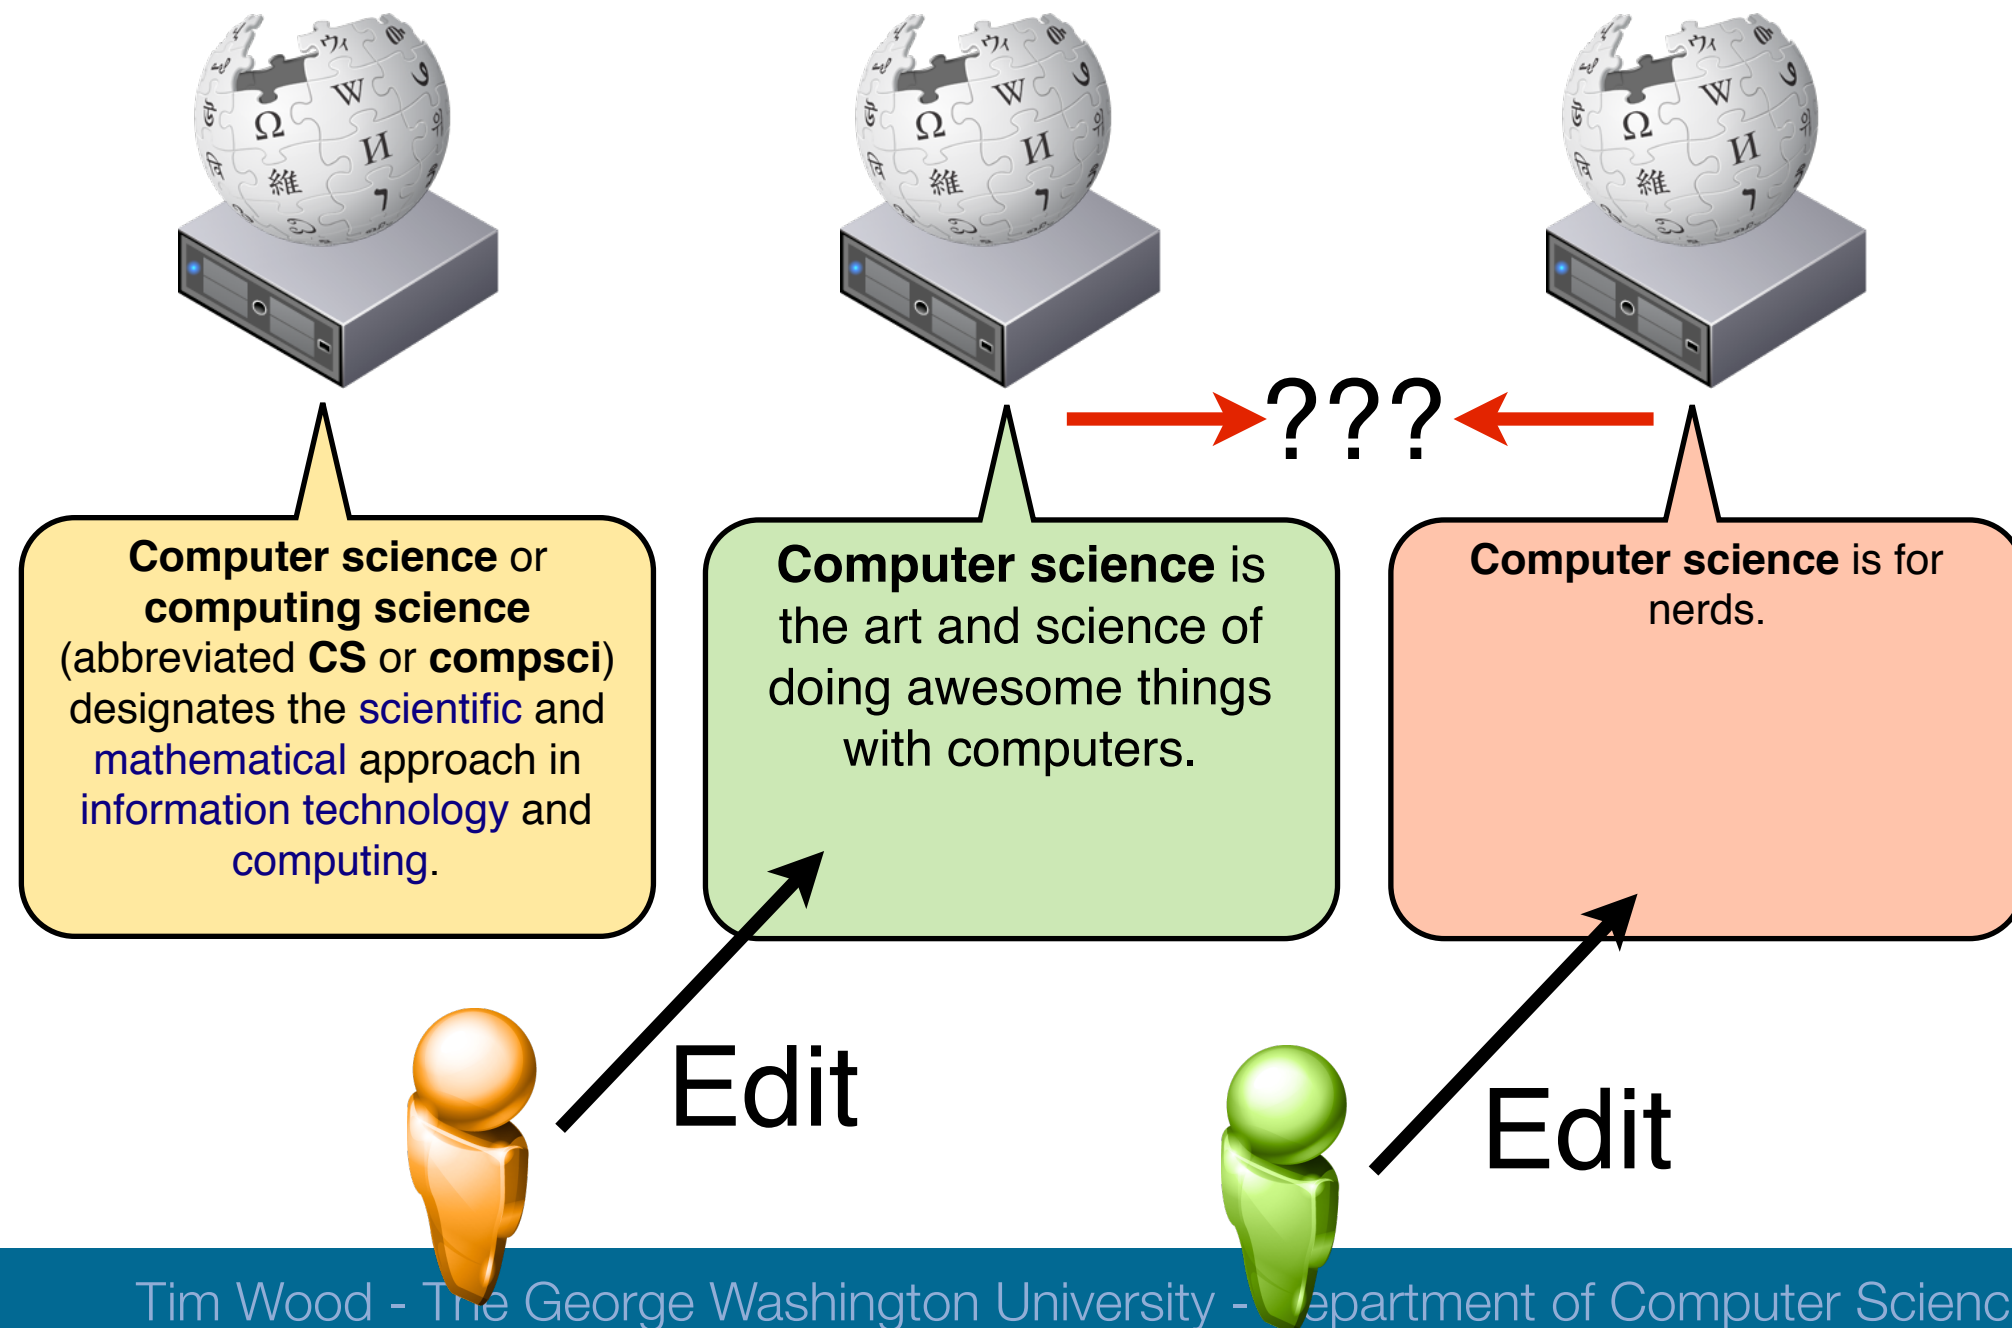 ???
Computer science or
computing science
(abbreviated CS or compsci)
designates the scientific and
mathematical approach in
information technology and
computing.
Computer science is
the art and science of
doing awesome things
with computers.
Computer science is for
nerds.
Edit
Edit
Tim Wood - The George Washington University - Department of Computer Scienc